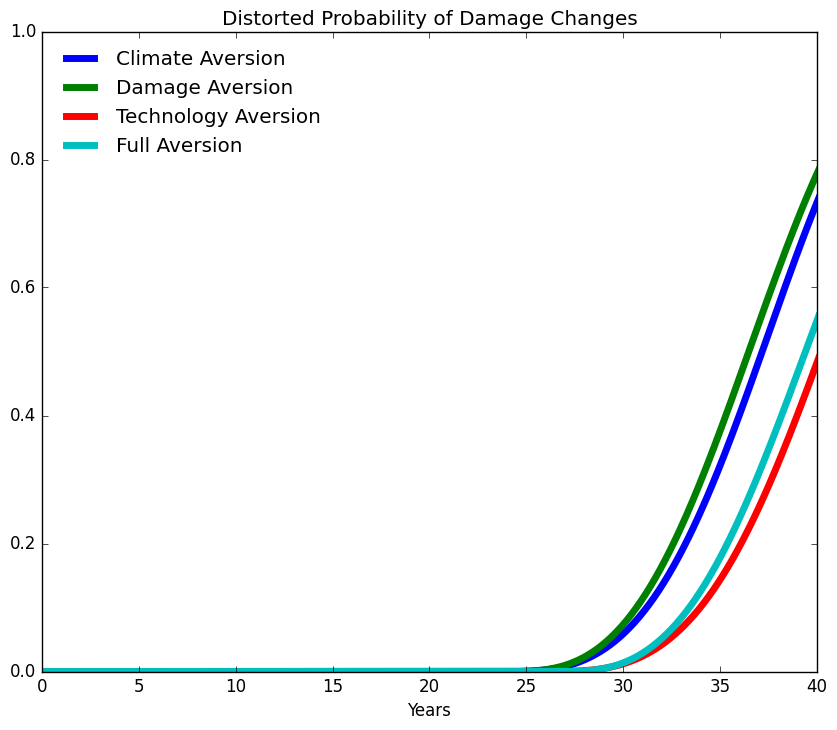 Distorted Probability of Damage Changes
1.0
Climate Aversion
Damage Aversion
Technology Aversion
Full Aversion
0.8
0.6
0.4
0.2
0.0
0 5 10 15 20 25 30 35 40
Years